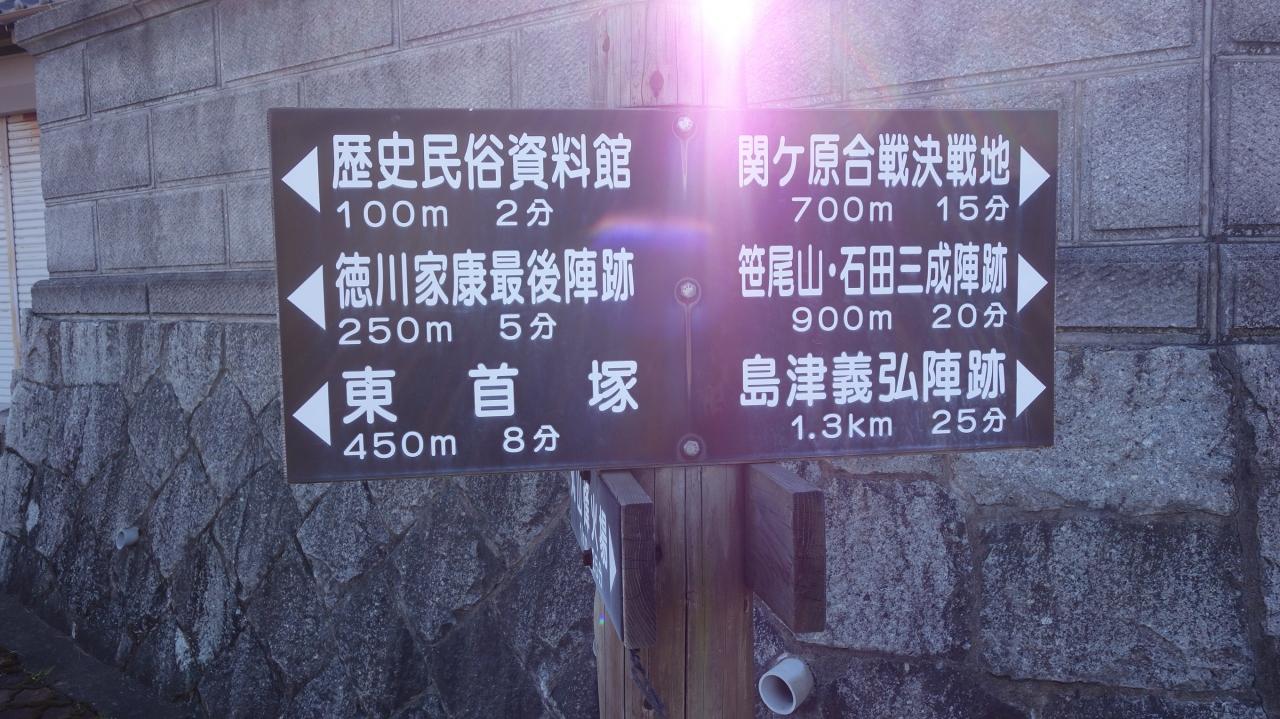 歴史民俗資料館
100m 2分
徳川家康最後陣跡
250m 5分
東首塚
450m 8分
関ケ原合戦決戦地
700m 15分
笹尾山・石田三成陣跡
900m 20分
島津義弘陣跡
1.3km 25分